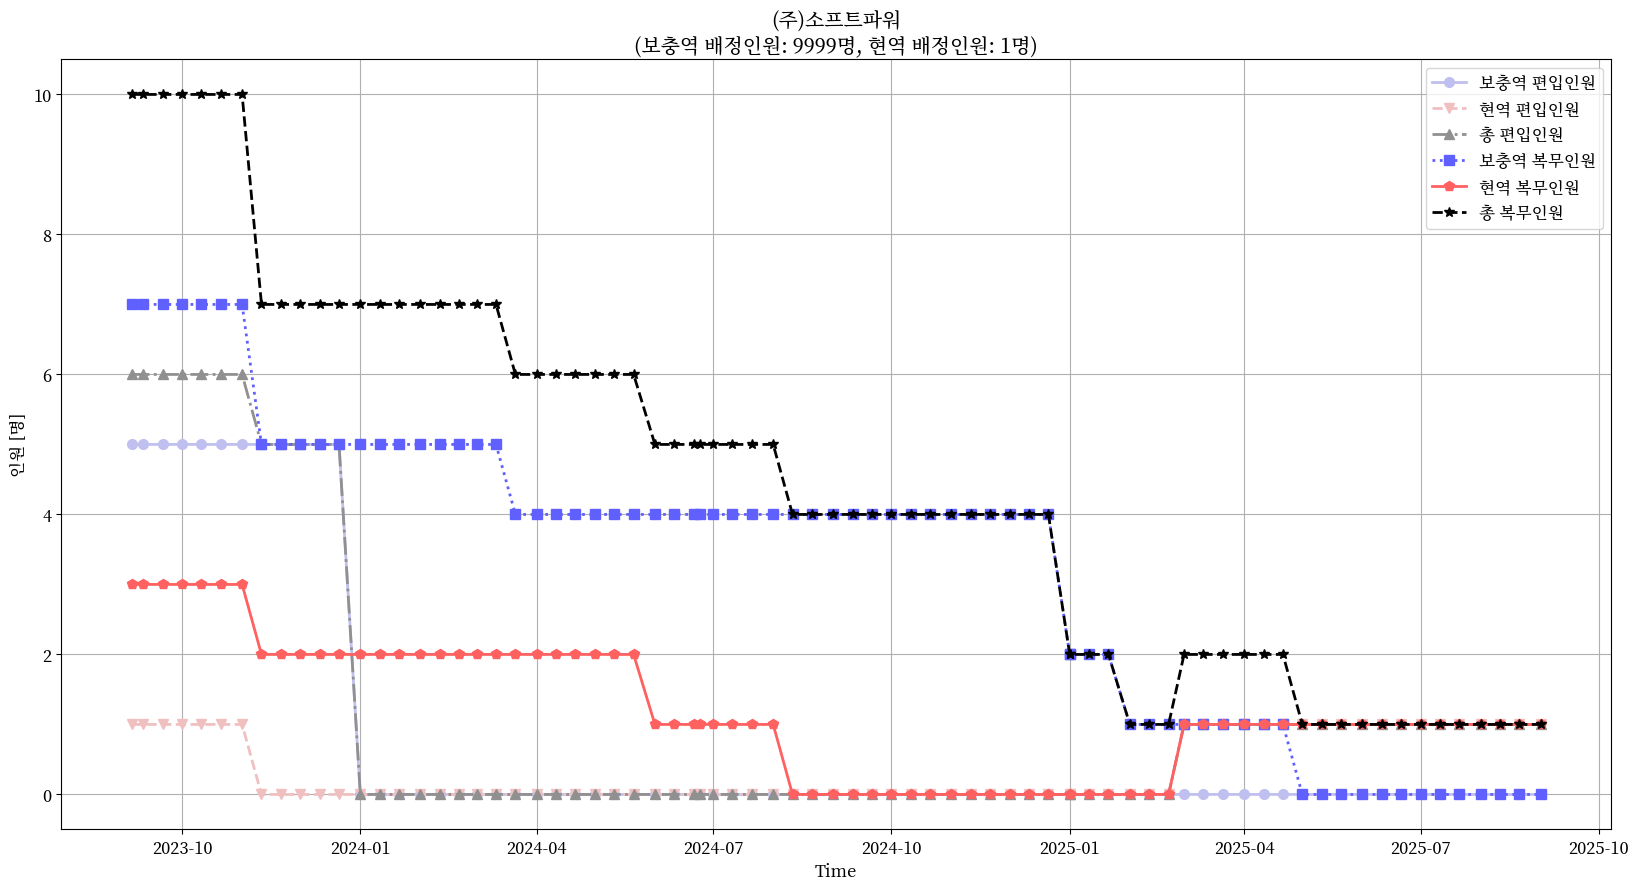 (주)소프트파워
(보충역 배정인원: 9999명, 현역 배정인원: 1명)
보충역 편입인원
현역 편입인원
총 편입인원
보충역 복무인원
현역 복무인원
총 복무인원
인원 [명]
10
8
6
4
2
0
2023-10
2024-01
2024-04
2024-07
2024-10
2025-01
2025-04
2025-07
2025-10
Time